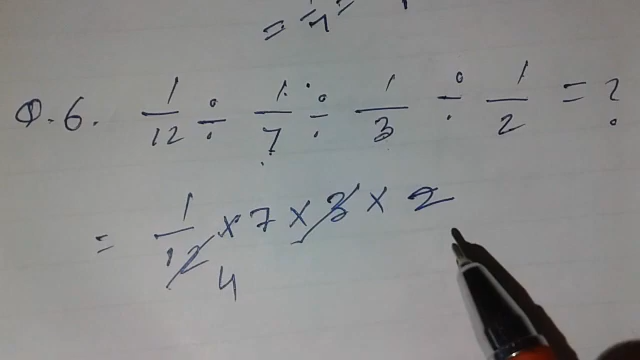 Q.6. 1/12 ÷ 1/7 ÷ 1/3 ÷ 1/2 = ?
= 1/12 × 7 × 3 × 2
4